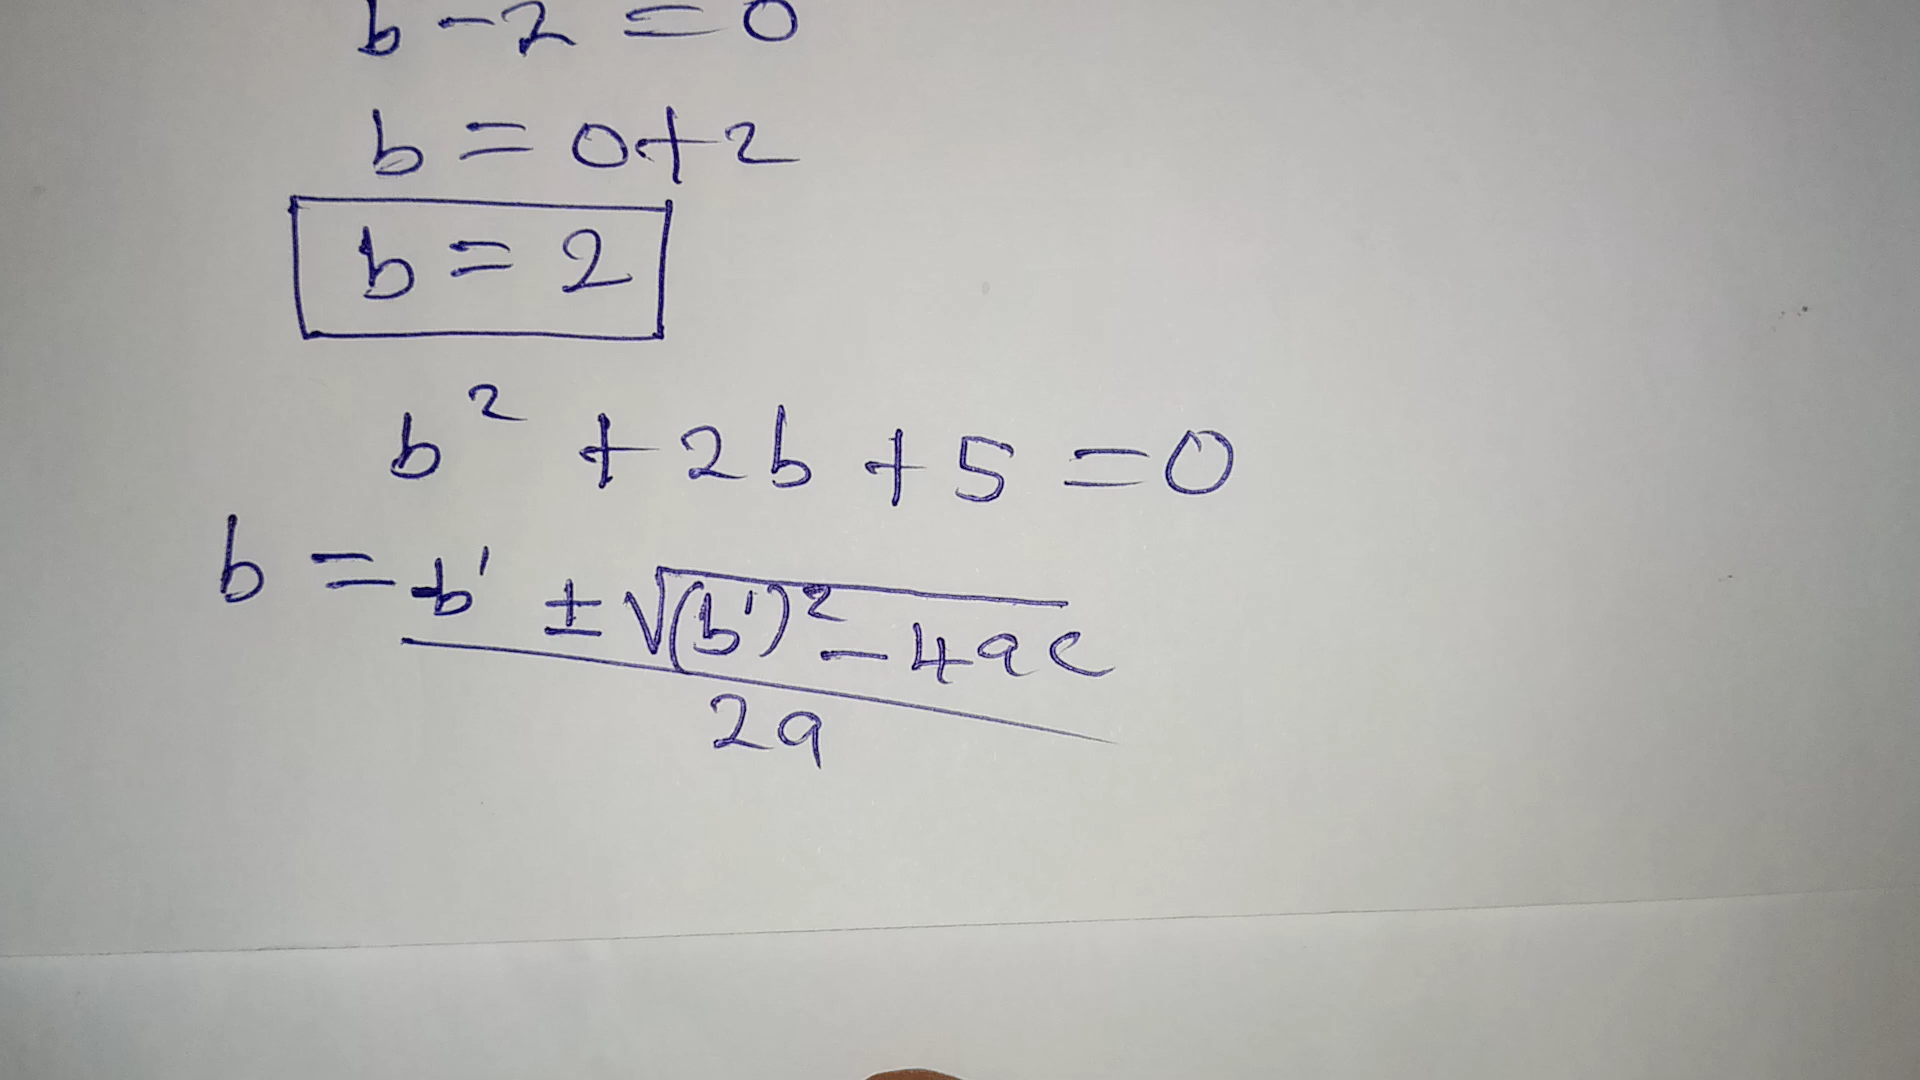 b - 2 = 0
b = 0+2
b = 2
b² + 2b + 5 = 0
b = -b' ± √(b')² - 4ac
2a